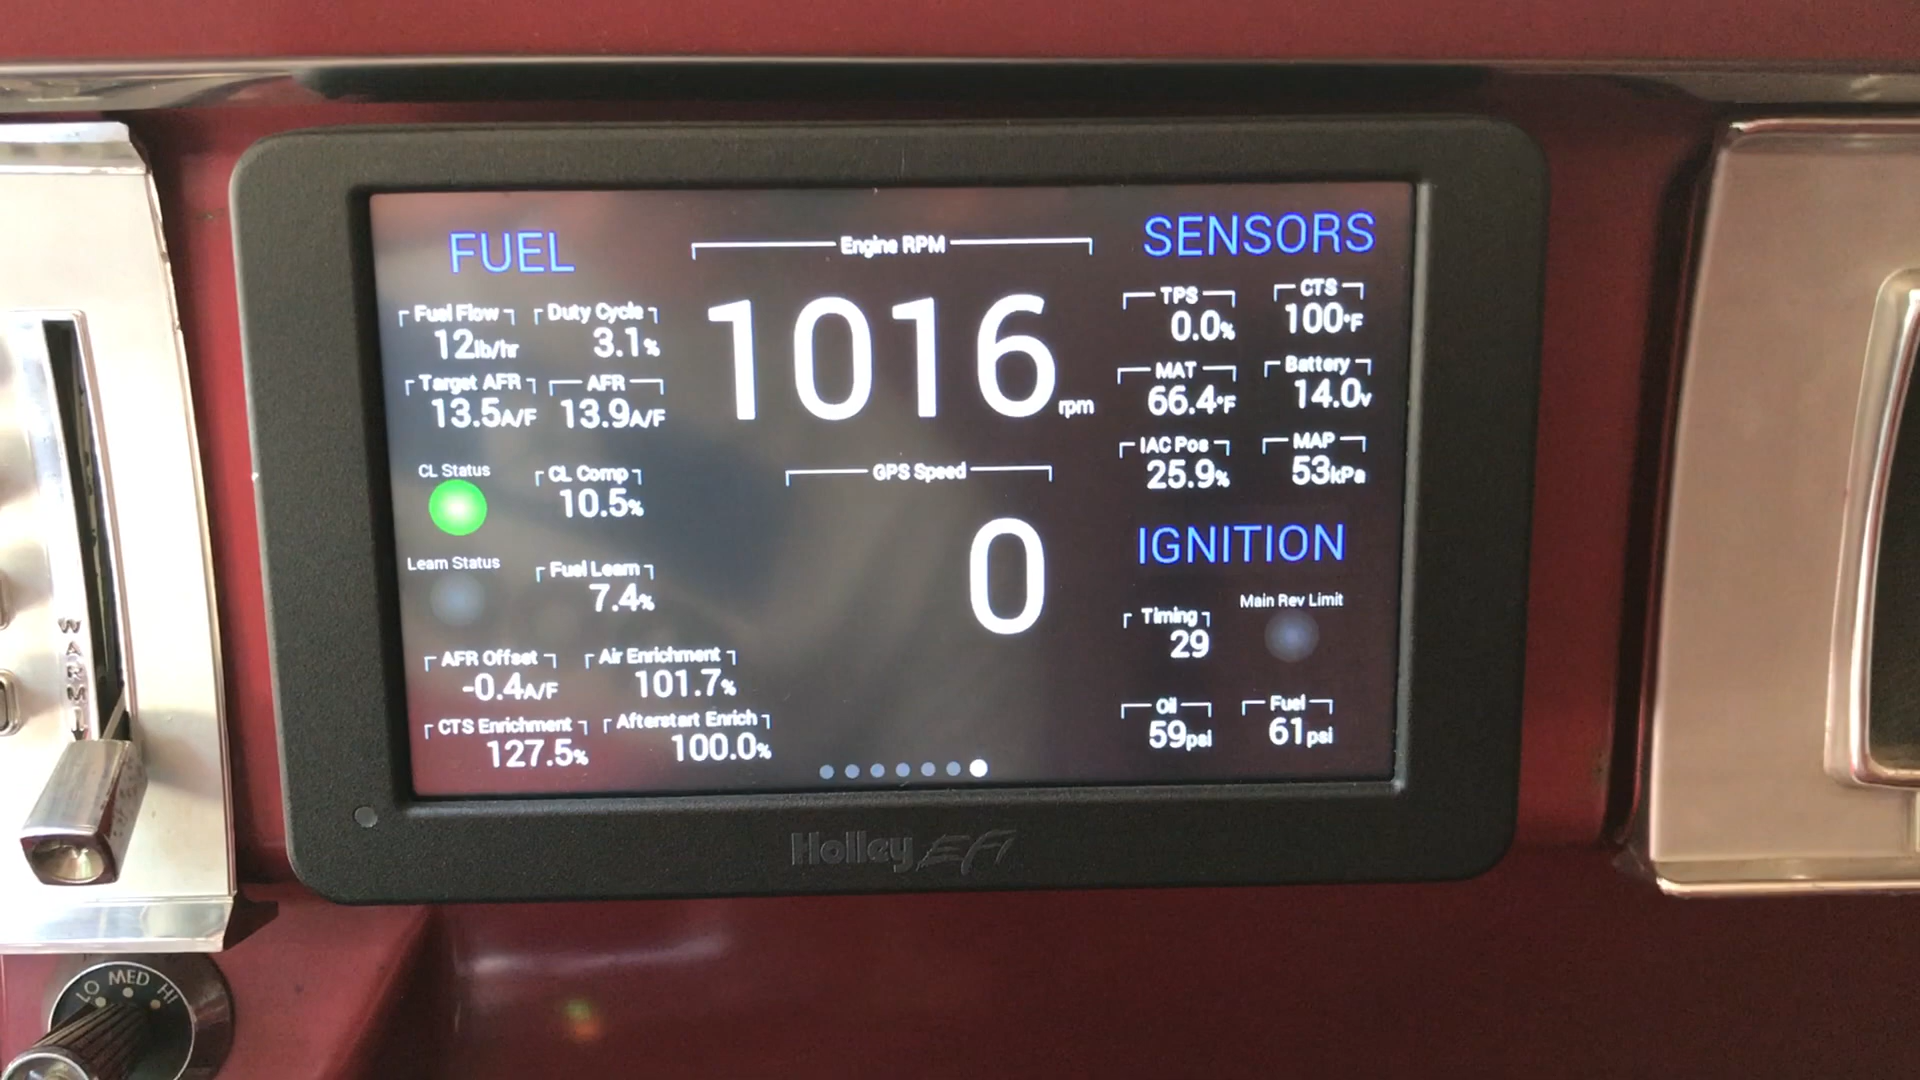 FUEL
Engine RPM
SENSORS
Fuel Flow
Duty Cycle
12lb/hr
3.1%
1016rpm
TPS
CTS
0.0%
100°F
Target AFR
AFR
13.5A/F
13.9A/F
MAT
Battery
66.4°F
14.0v
CL Status
CL Comp
10.5%
GPS Speed
0
IAC Pos
MAP
25.9%
53kPa
IGNITION
Learn Status
Fuel Learn
7.4%
Timing
Main Rev Limit
29
AFR Offset
Air Enrichment
-0.4A/F
101.7%
CTS Enrichment
Afterstart Enrich
127.5%
100.0%
Oil
Fuel
59psi
61psi
Holley EFI
WARM
LO MED HI